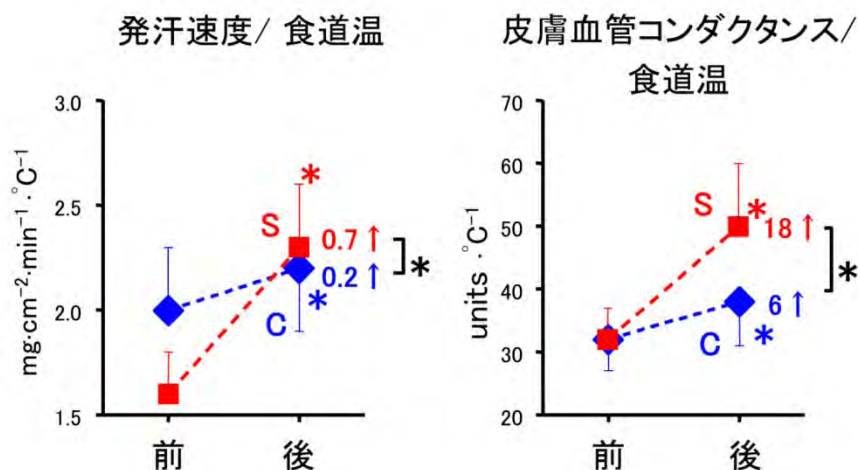 発汗速度/ 食道温
mg·cm⁻²·min⁻¹·°C⁻¹
3.0
2.5
2.0
1.5
*
S
0.7 ↑
0.2 ↑
*
*
C
前
後
皮膚血管コンダクタンス/
食道温
units ·°C⁻¹
70
60
50
40
30
20
S
*
18 ↑
*
6 ↑
C
*
前
後